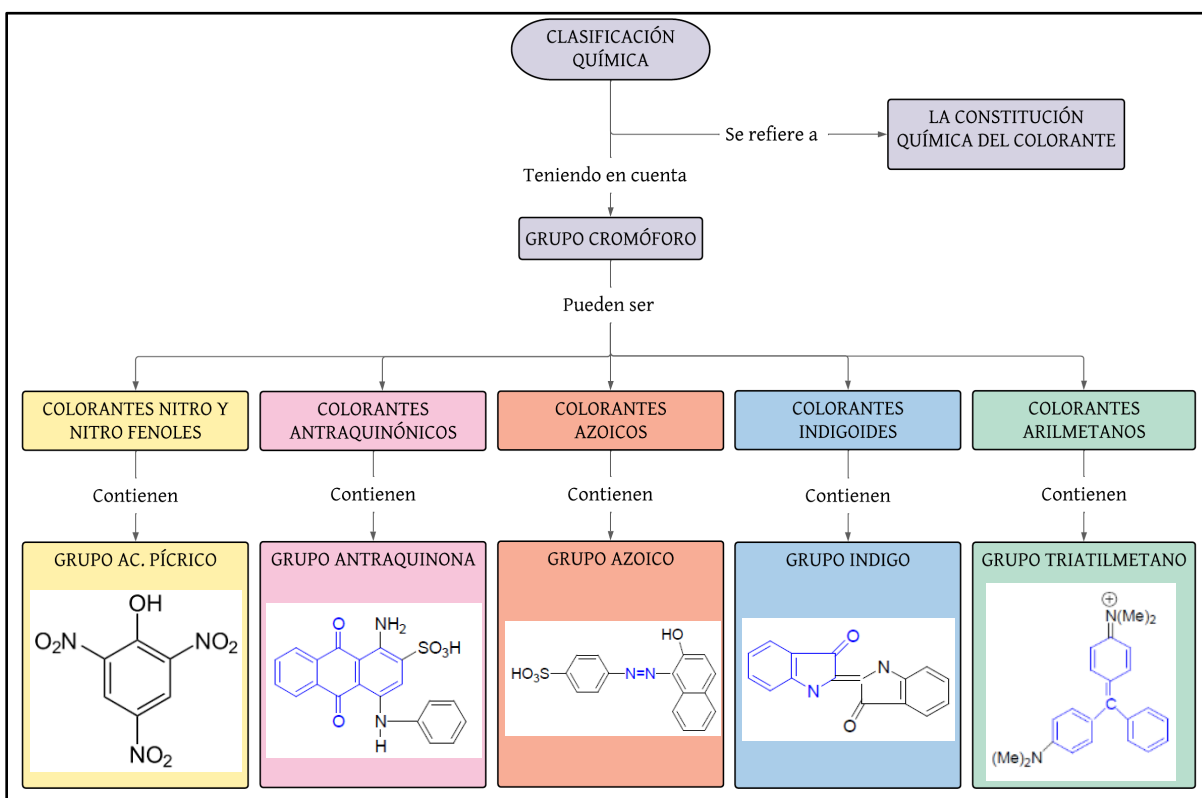 CLASIFICACIÓN
QUÍMICA
Se refiere a
LA CONSTITUCIÓN
QUÍMICA DEL COLORANTE
Teniendo en cuenta
GRUPO CROMÓFORO
Pueden ser
COLORANTES NITRO Y
NITRO FENOLES
COLORANTES
ANTRAQUINÓNICOS
COLORANTES
AZOICOS
COLORANTES
INDIGOIDES
COLORANTES
ARILMETANOS
Contienen
Contienen
Contienen
Contienen
Contienen
GRUPO AC. PÍCRICO
OH
O₂N
NO₂
NO₂
GRUPO ANTRAQUINONA
O
NH₂
SO₃H
O
N
H
GRUPO AZOICO
HO
HO₃S
N=N
GRUPO INDIGO
O
N
N
O
GRUPO TRIATILMETANO
⊕
N(Me)₂
C
(Me)₂N